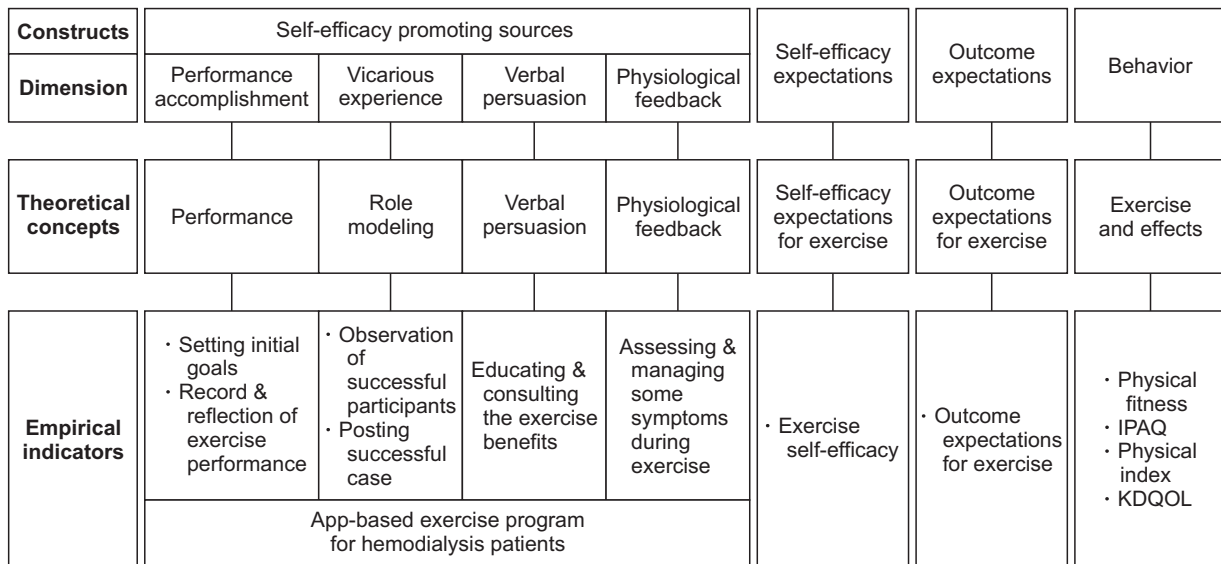 Constructs
Self-efficacy promoting sources
Dimension
Performance
accomplishment
Vicarious
experience
Verbal
persuasion
Physiological
feedback
Self-efficacy
expectations
Outcome
expectations
Behavior
Theoretical
concepts
Performance
Role
modeling
Verbal
persuasion
Physiological
feedback
Self-efficacy
expectations
for exercise
Outcome
expectations
for exercise
Exercise
and effects
Empirical
indicators
· Setting initial
goals
· Record &
reflection of
exercise
performance
· Observation
of
successful
participants
· Posting
successful
case
Educating &
consulting
the exercise
benefits
Assessing &
managing
some
symptoms
during
exercise
· Exercise
self-efficacy
· Outcome
expectations
for exercise
· Physical
fitness
· IPAQ
· Physical
index
· KDQOL
App-based exercise program
for hemodialysis patients